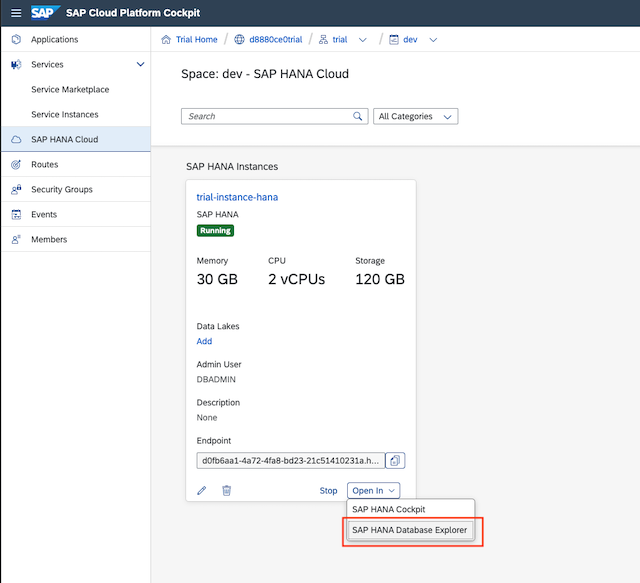 SAP SAP Cloud Platform Cockpit
Applications
Services
Service Marketplace
Service Instances
SAP HANA Cloud
Routes
Security Groups
Events
Members
Trial Home / d8880ce0trial / trial / dev
Space: dev - SAP HANA Cloud
Search All Categories
SAP HANA Instances
trial-instance-hana
SAP HANA
Running
Memory CPU Storage
30 GB 2 vCPUs 120 GB
Data Lakes
Add
Admin User
DBADMIN
Description
None
Endpoint
d0fb6aa1-4a72-4fa8-bd23-21c51410231a.h...
Stop Open In
SAP HANA Cockpit
SAP HANA Database Explorer